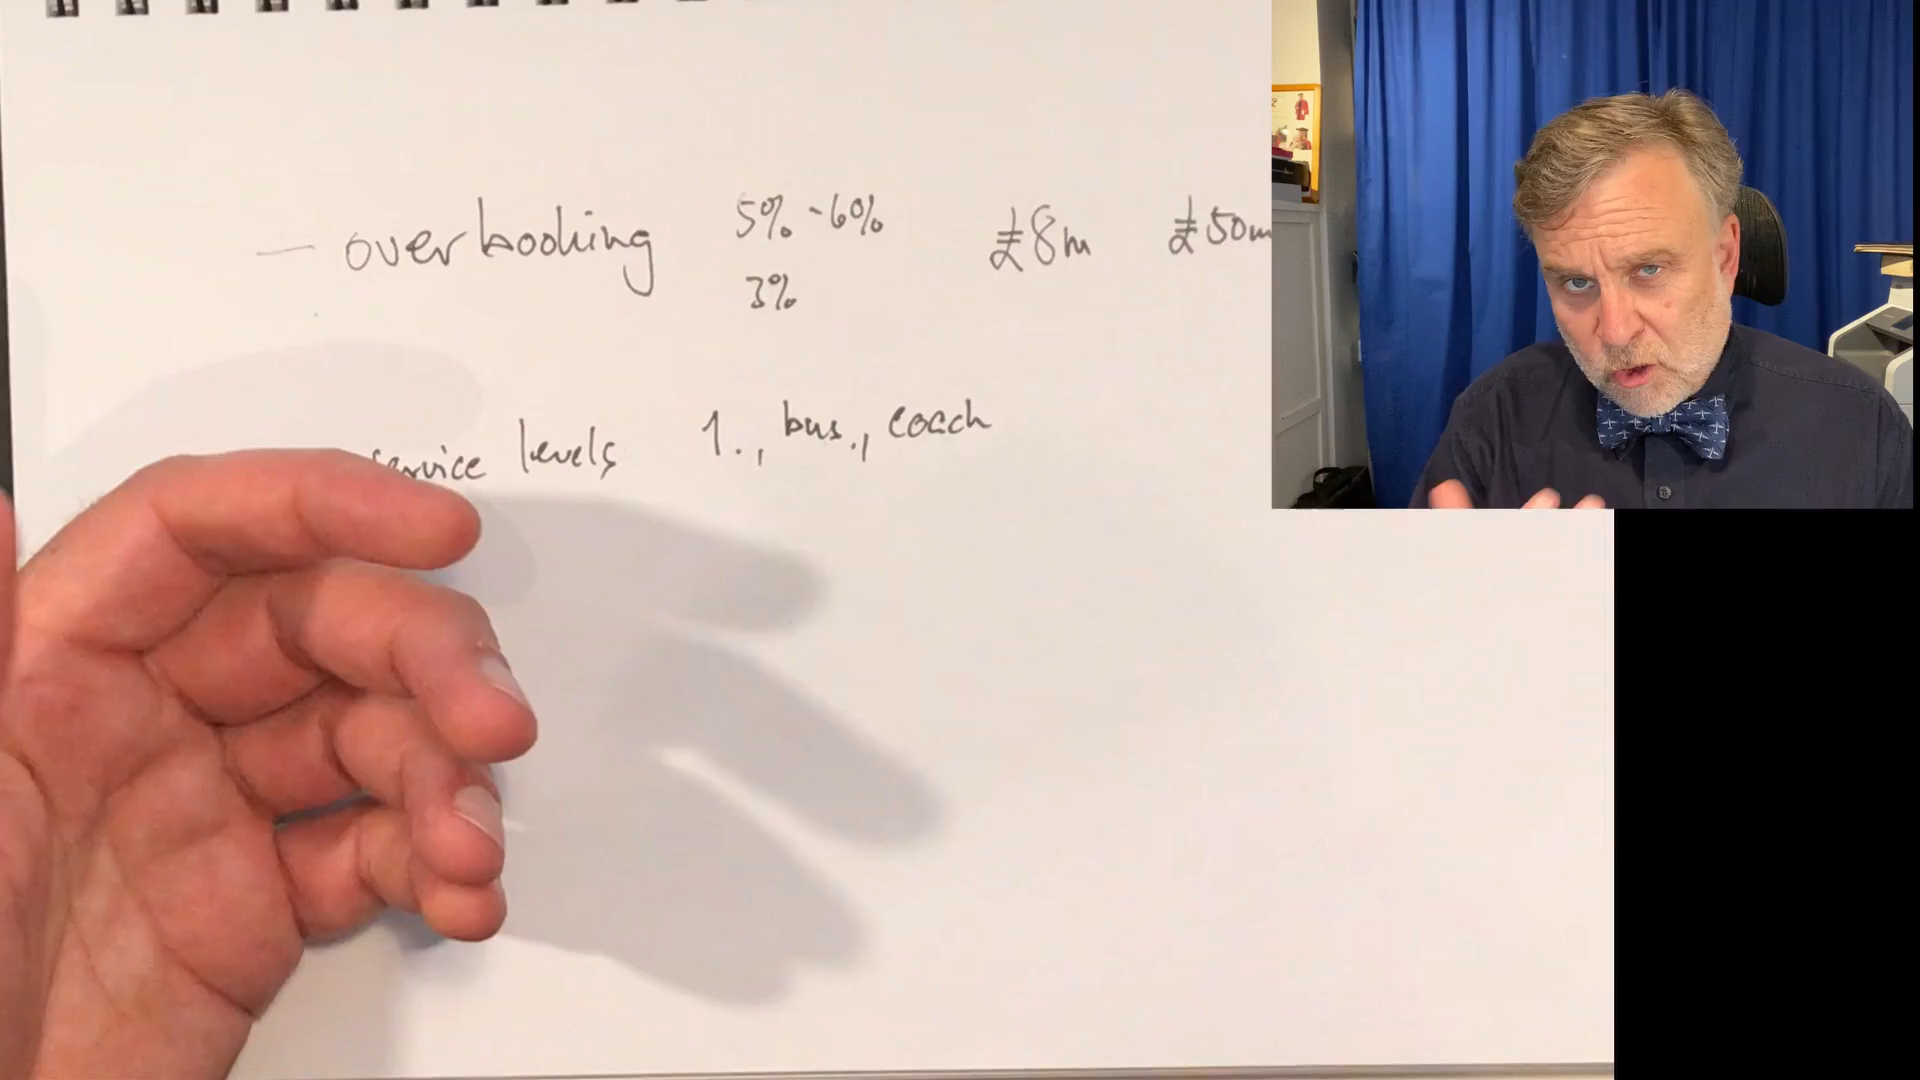 — overbooking 5% - 6% £8m £50m
3%
service levels 1., bus., coach